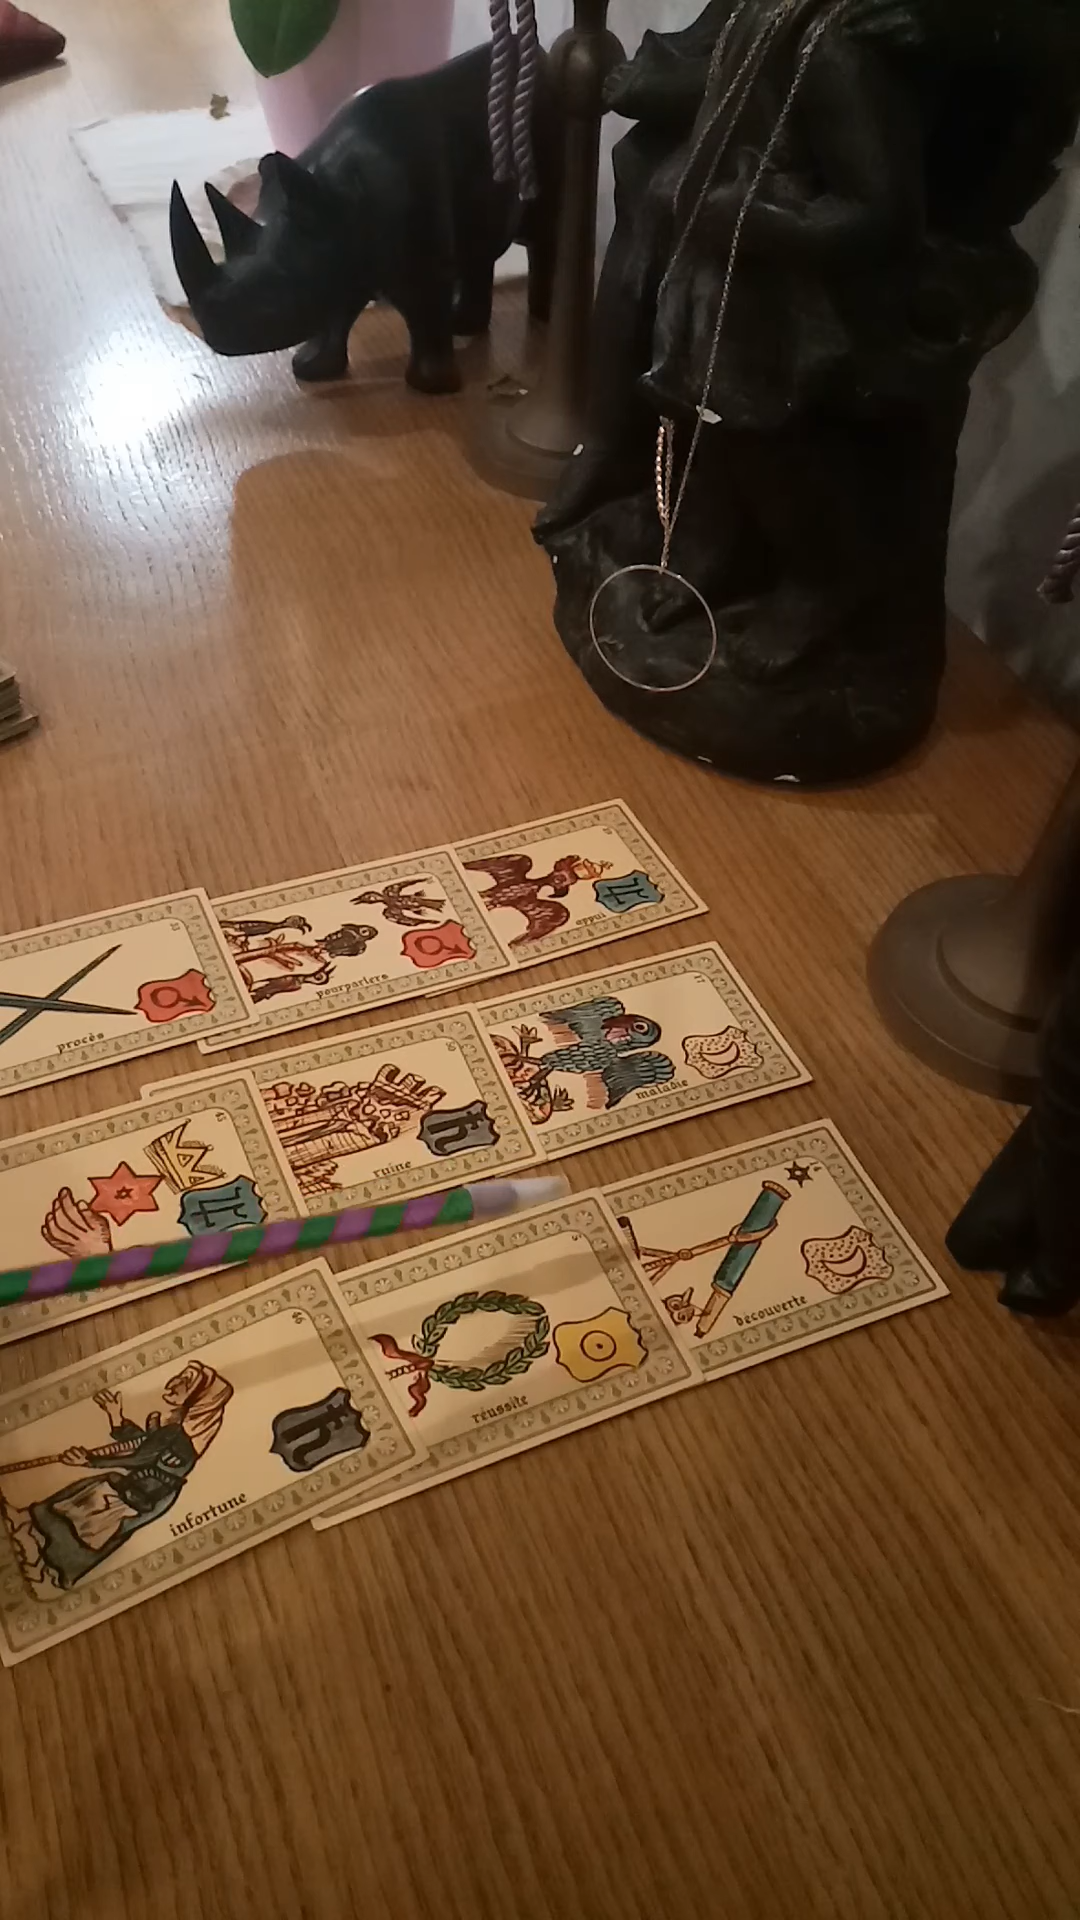 appui
pourparlers
procès
maladie
ruine
découverte
réussite
infortune